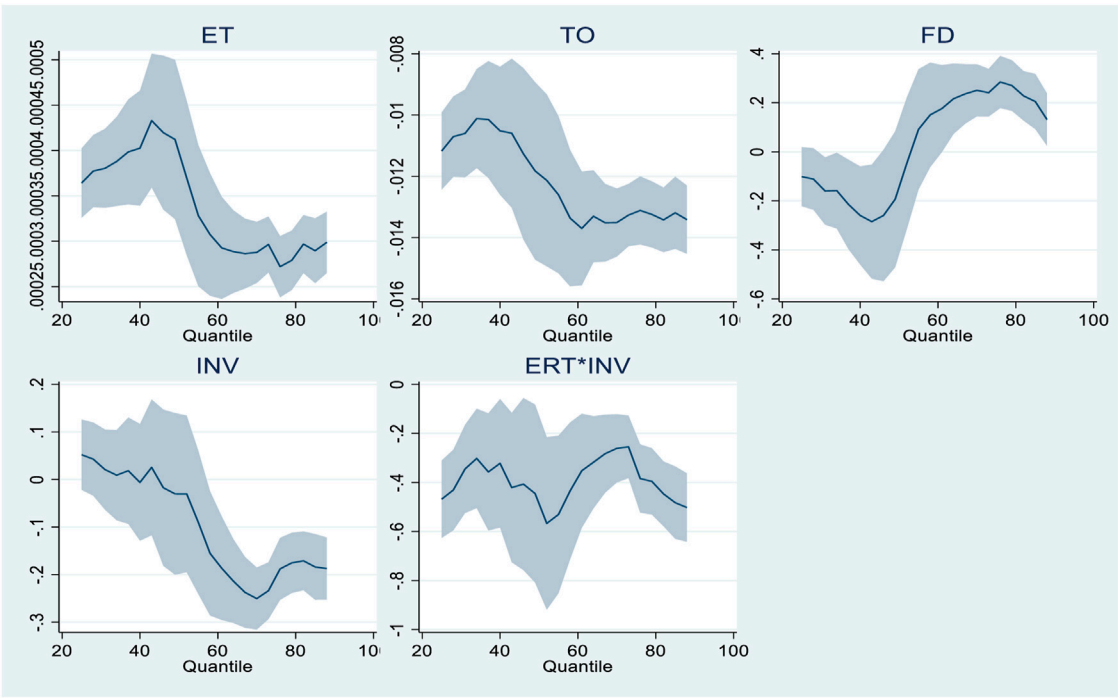 ET
.00025.0003.00035.0004.00045.0005
20 40 60 80 10
Quantile
TO
-.016 -.014 -.012 -.01 -.008
20 40 60 80 10
Quantile
FD
-.6 -.4 -.2 0 .2 .4
20 40 60 80 100
Quantile
INV
-.3 -.2 -.1 0 .1 .2
20 40 60 80 10
Quantile
ERT*INV
-1 -.8 -.6 -.4 -.2 0
20 40 60 80 100
Quantile